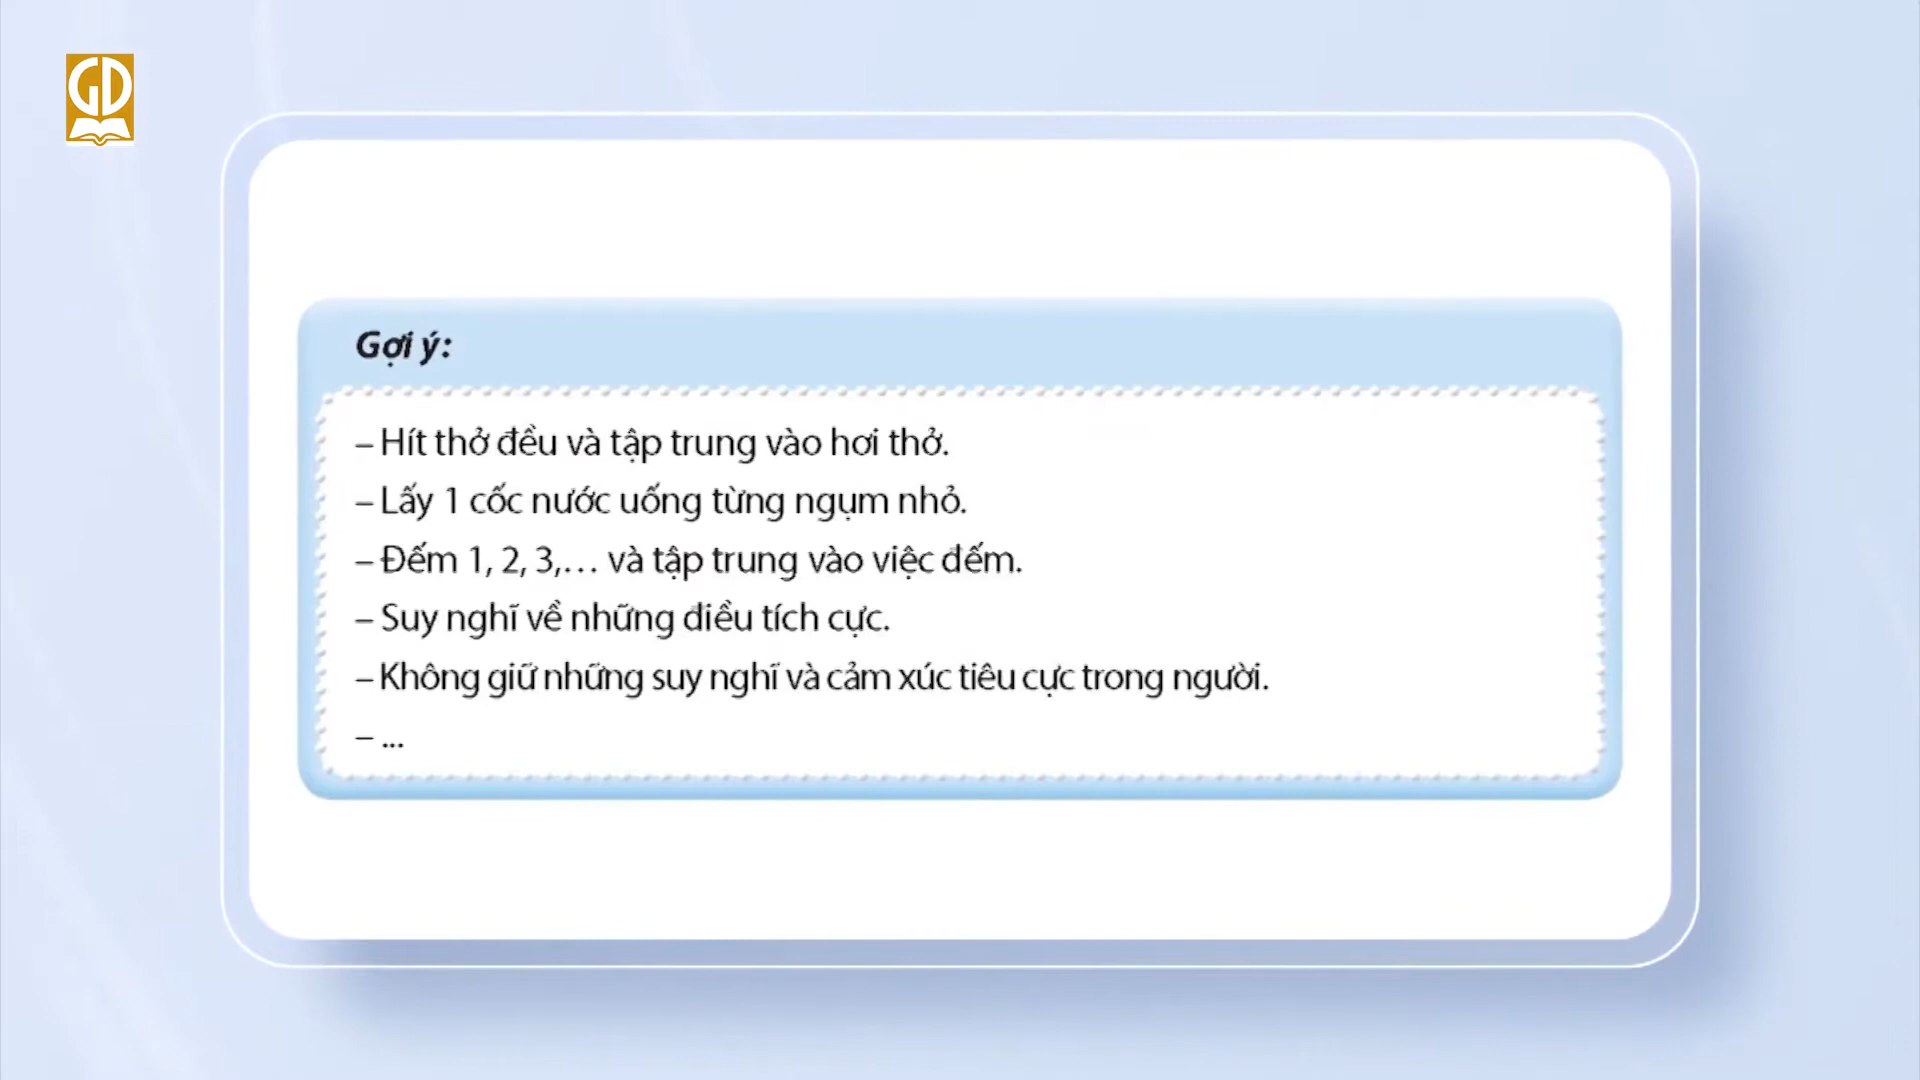 GD
Gợi ý:
– Hít thở đều và tập trung vào hơi thở.
– Lấy 1 cốc nước uống từng ngụm nhỏ.
– Đếm 1, 2, 3,… và tập trung vào việc đếm.
– Suy nghĩ về những điều tích cực.
– Không giữ những suy nghĩ và cảm xúc tiêu cực trong người.
– ...